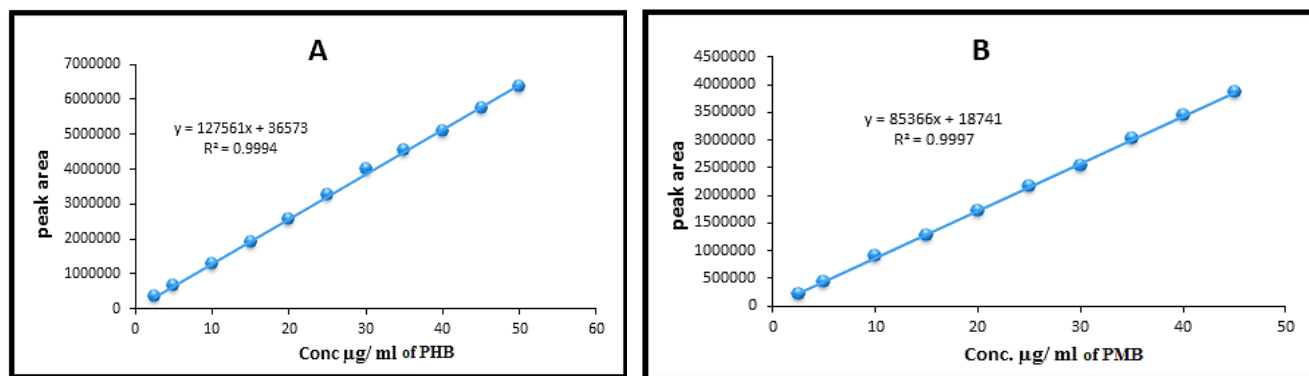 A
7000000
6000000
5000000
4000000
3000000
2000000
1000000
0
peak area
y = 127561x + 36573
R² = 0.9994
0 10 20 30 40 50 60
Conc µg/ ml of PHB
B
4500000
4000000
3500000
3000000
2500000
2000000
1500000
1000000
500000
0
peak area
y = 85366x + 18741
R² = 0.9997
0 10 20 30 40 50
Conc. µg/ ml of PMB